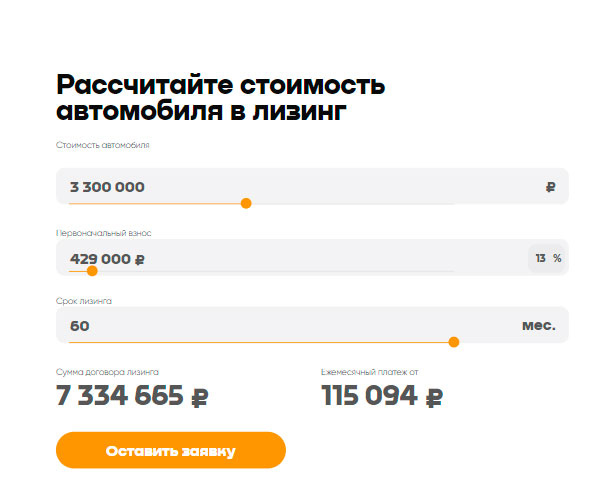 Рассчитайте стоимость
автомобиля в лизинг
Стоимость автомобиля
3 300 000 ₽
Первоначальный взнос
429 000 ₽ 13 %
Срок лизинга
60 мес.
Сумма договора лизинга Ежемесячный платеж от
7 334 665 ₽ 115 094 ₽
Оставить заявку